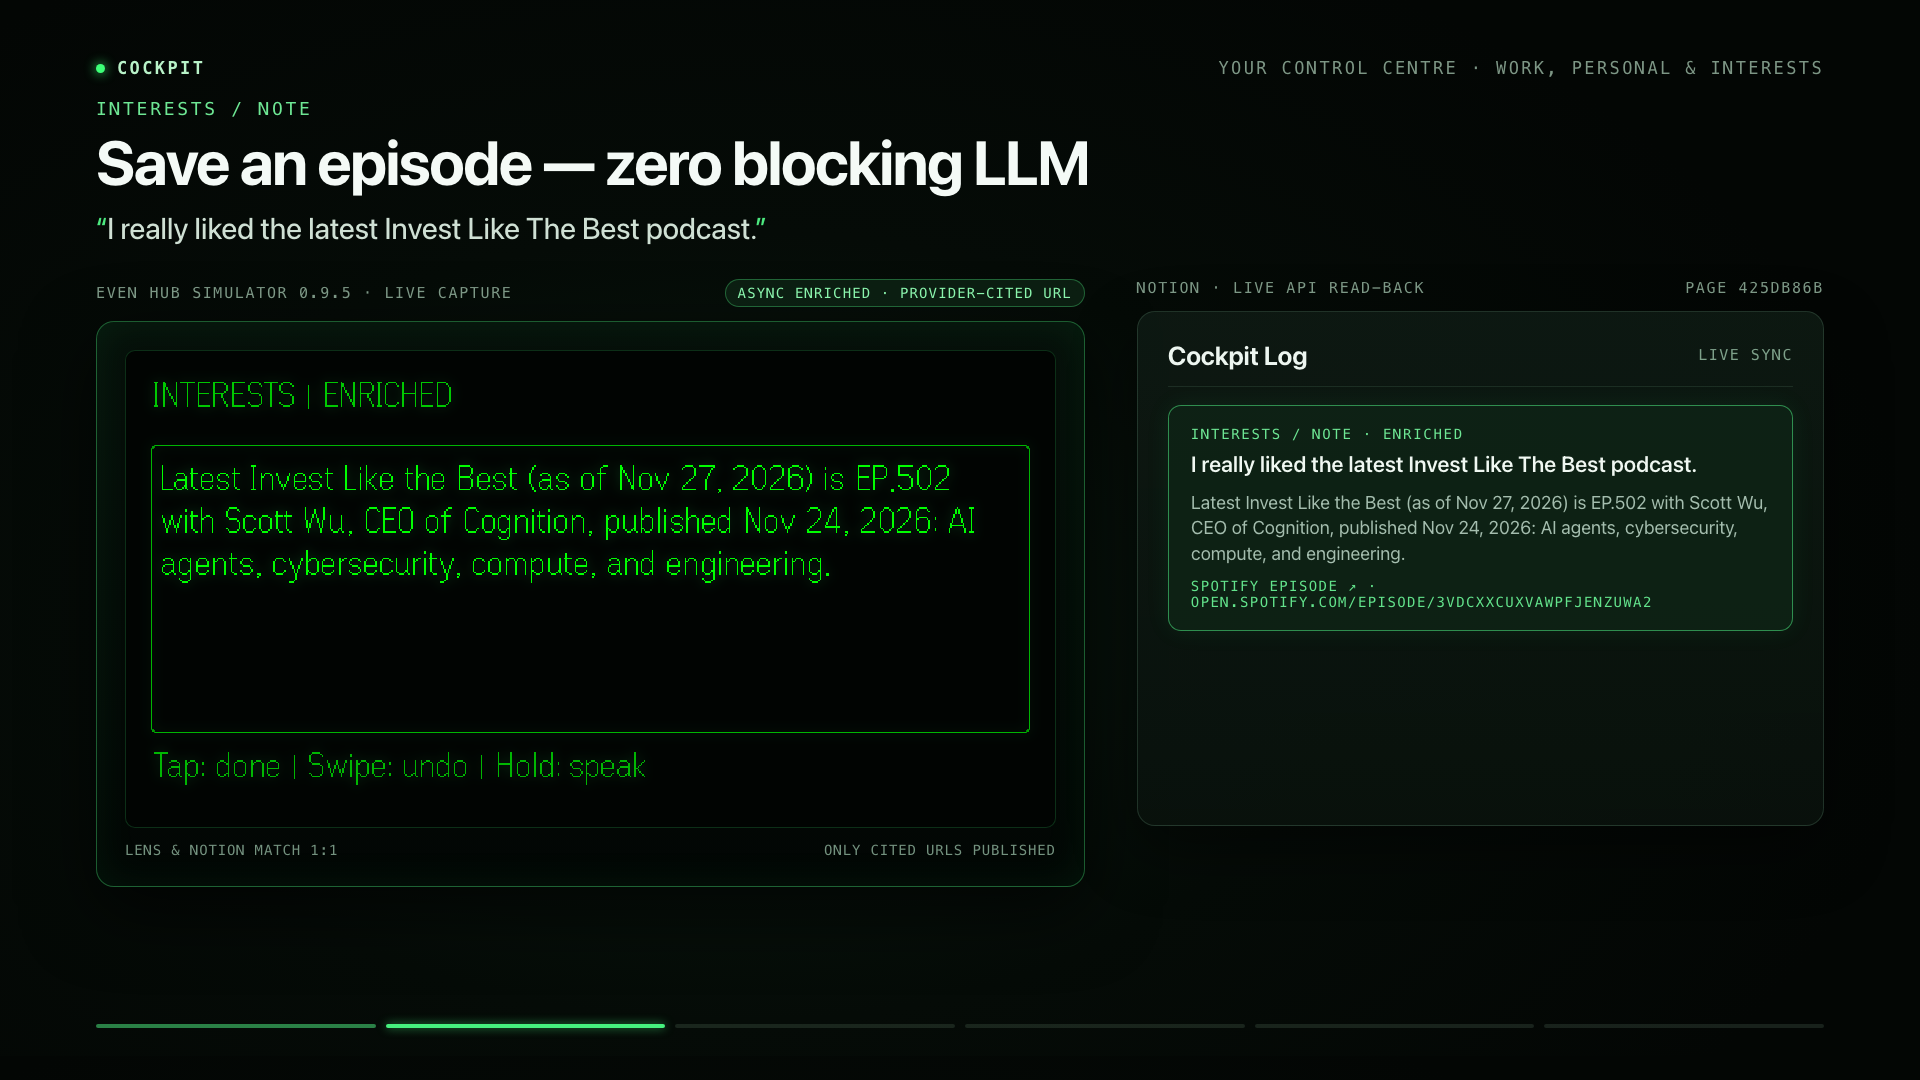 COCKPIT
YOUR CONTROL CENTRE · WORK, PERSONAL & INTERESTS
INTERESTS / NOTE
Save an episode — zero blocking LLM
“I really liked the latest Invest Like The Best podcast.”
EVEN HUB SIMULATOR 0.9.5 · LIVE CAPTURE
ASYNC ENRICHED · PROVIDER-CITED URL
INTERESTS | ENRICHED
Latest Invest Like the Best (as of Nov 27, 2026) is EP.502
with Scott Wu, CEO of Cognition, published Nov 24, 2026: AI
agents, cybersecurity, compute, and engineering.
Tap: done | Swipe: undo | Hold: speak
LENS & NOTION MATCH 1:1
ONLY CITED URLS PUBLISHED
NOTION · LIVE API READ-BACK
PAGE 425DB86B
Cockpit Log
LIVE SYNC
INTERESTS / NOTE · ENRICHED
I really liked the latest Invest Like The Best podcast.
Latest Invest Like the Best (as of Nov 27, 2026) is EP.502 with Scott Wu,
CEO of Cognition, published Nov 24, 2026: AI agents, cybersecurity,
compute, and engineering.
SPOTIFY EPISODE ↗ ·
OPEN.SPOTIFY.COM/EPISODE/3VDCXXCUXVAWPFJENZUWA2